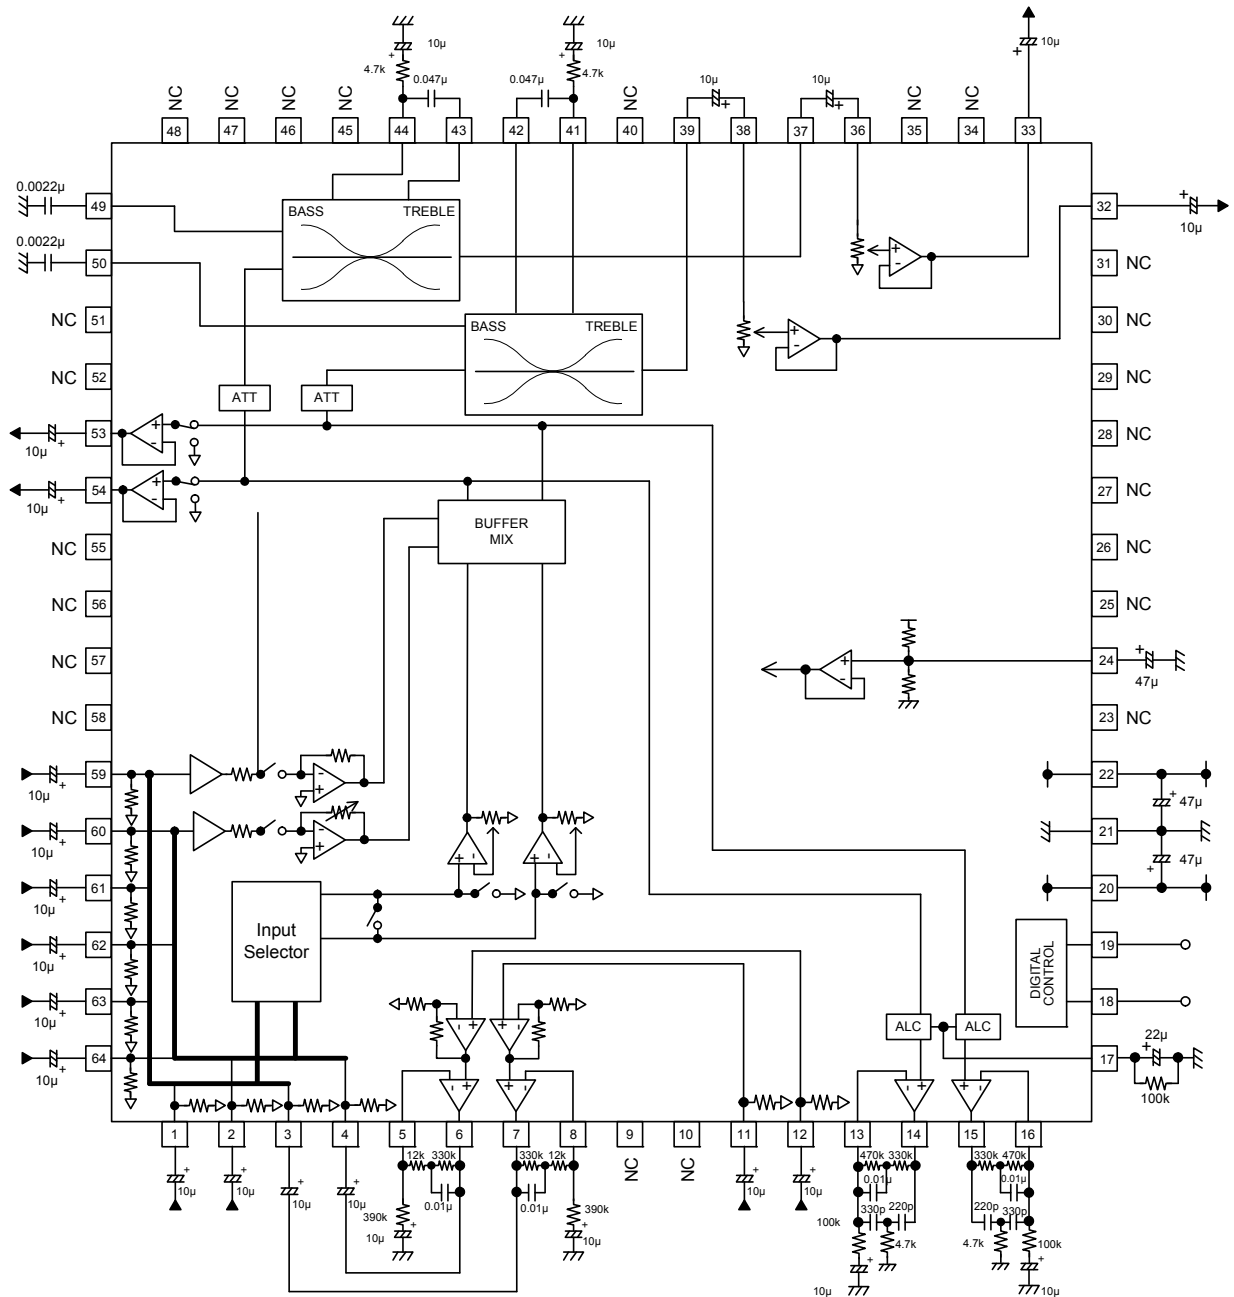 10µ + 10µ + 10µ
4.7k 0.047µ 0.047µ 4.7k 10µ + 10µ + +
NC NC NC NC NC NC NC
48 47 46 45 44 43 42 41 40 39 38 37 36 35 34 33
0.0022µ
49 BASS TREBLE 32 + 10µ
0.0022µ
50 + - 31 NC
NC 51 BASS TREBLE + - 30 NC
NC 52 ATT ATT 29 NC
10µ + 53 + - 28 NC
10µ + 54 + - 27 NC
BUFFER
MIX
NC 55 26 NC
NC 56 25 NC
NC 57 + - 24 + 47µ
NC 58 23 NC
10µ + 59 - + 22 + 47µ
10µ + 60 - + 21
+ - + - + 47µ
10µ + 61 20
Input
Selector
10µ + 62 19
DIGITAL
CONTROL
10µ + 63 18
- + - + ALC ALC 22µ
10µ + 64 17 + 100k
- + + - - + + -
1 2 3 4 5 6 7 8 9 10 11 12 13 14 15 16
12k 330k 330k 12k NC NC 470k 330k 330k 470k
+ 10µ + 10µ + 10µ + 10µ 0.01µ 0.01µ + 10µ + 10µ 0.01µ 0.01µ
390k 390k 330p 220p 220p 330p
+ 10µ + 10µ 100k 4.7k 4.7k 100k
+ 10µ + 10µ